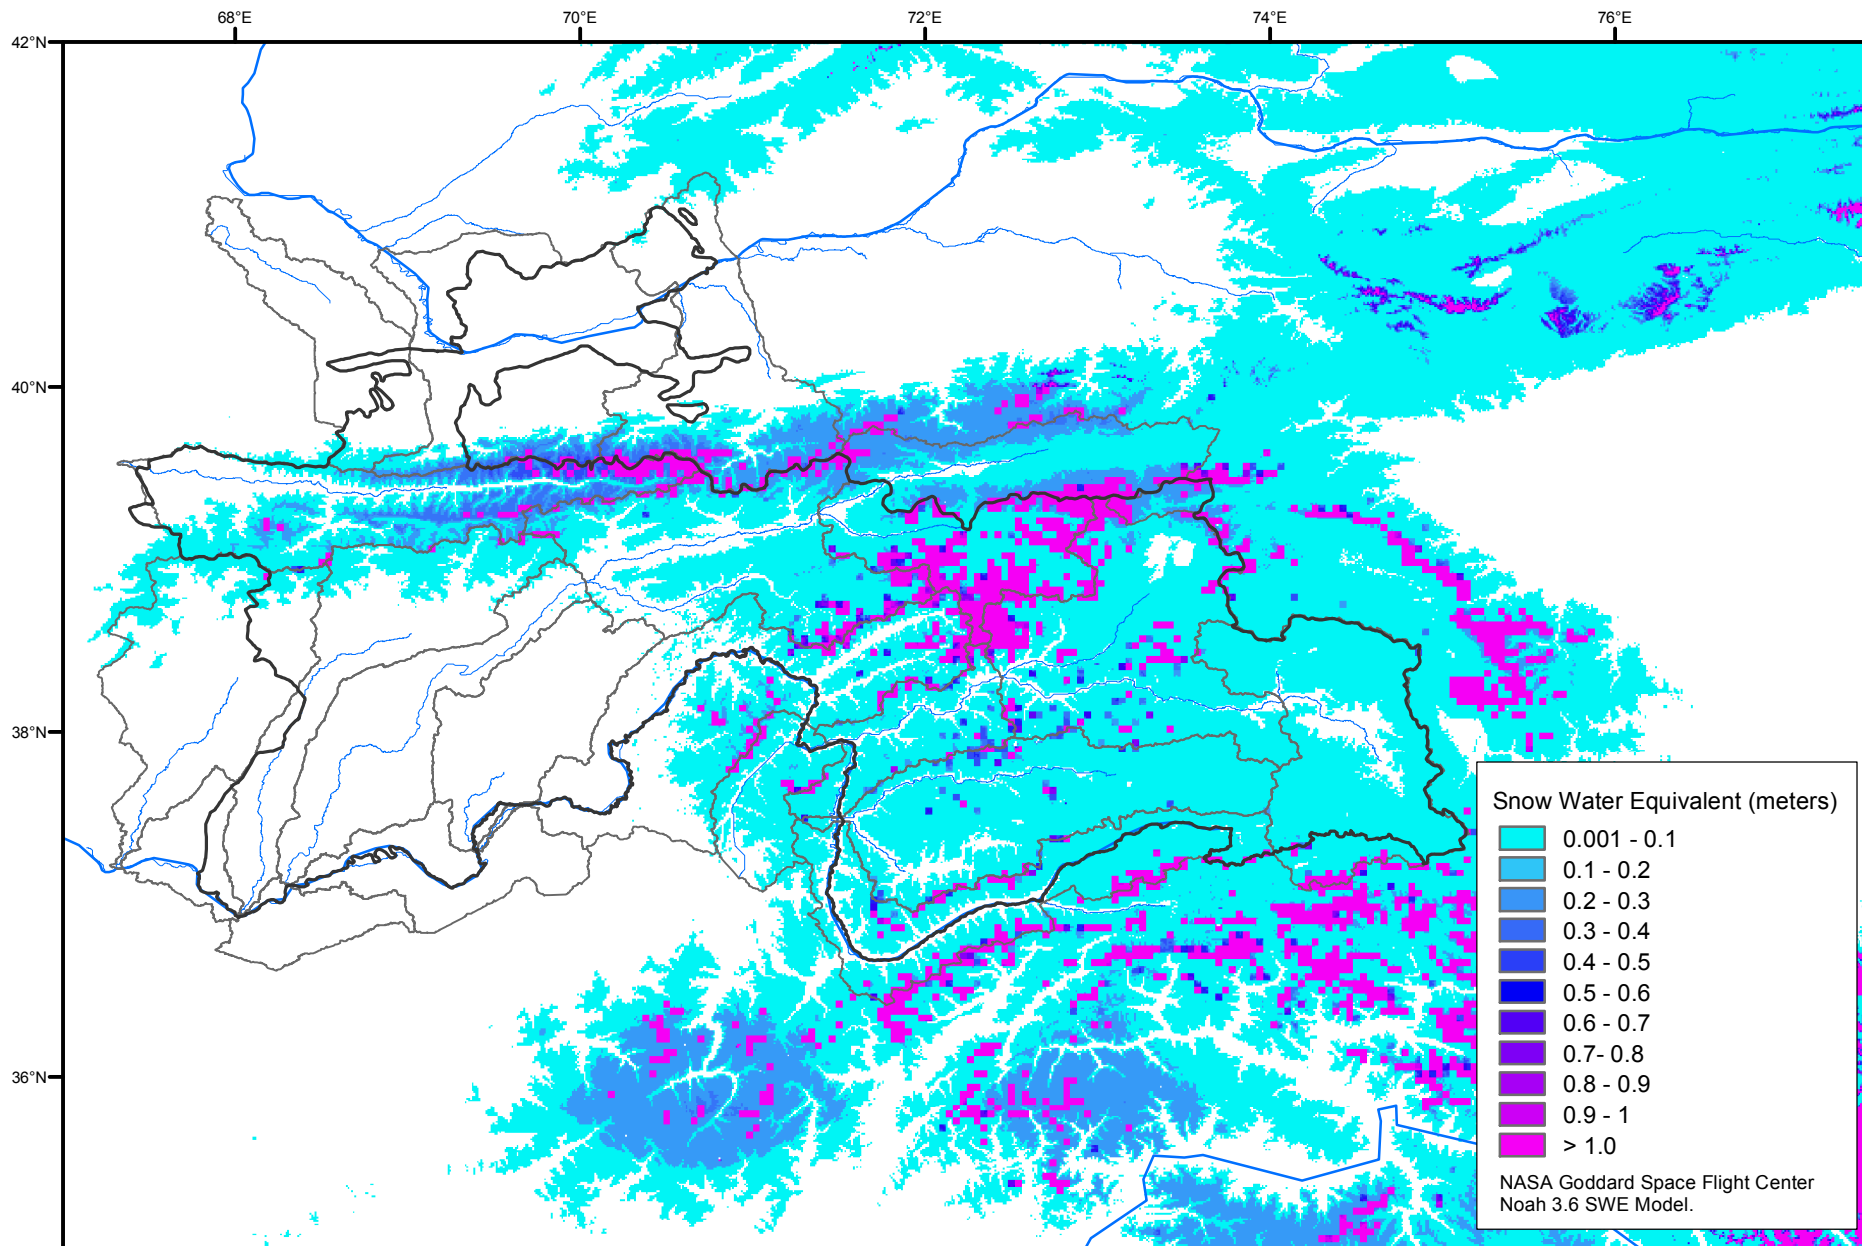 68°E 70°E 72°E 74°E 76°E
42°N
40°N
38°N
36°N
Snow Water Equivalent (meters)
0.001 - 0.1
0.1 - 0.2
0.2 - 0.3
0.3 - 0.4
0.4 - 0.5
0.5 - 0.6
0.6 - 0.7
0.7- 0.8
0.8 - 0.9
0.9 - 1
> 1.0
NASA Goddard Space Flight Center
Noah 3.6 SWE Model.